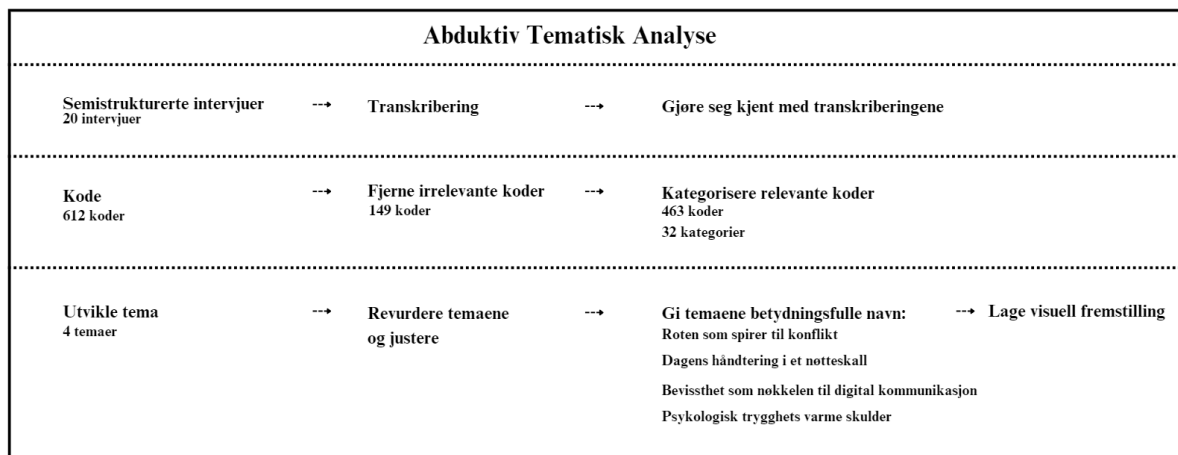 Abduktiv Tematisk Analyse
Semistrukturerte intervjuer
20 intervjuer
Transkribering
Gjøre seg kjent med transkriberingene
Kode
612 koder
Fjerne irrelevante koder
149 koder
Kategorisere relevante koder
463 koder
32 kategorier
Utvikle tema
4 temaer
Revurdere temaene
og justere
Gi temaene betydningsfulle navn:
Roten som spirer til konflikt
Dagens håndtering i et nøtteskall
Bevissthet som nøkkelen til digital kommunikasjon
Psykologisk trygghets varme skulder
Lage visuell fremstilling